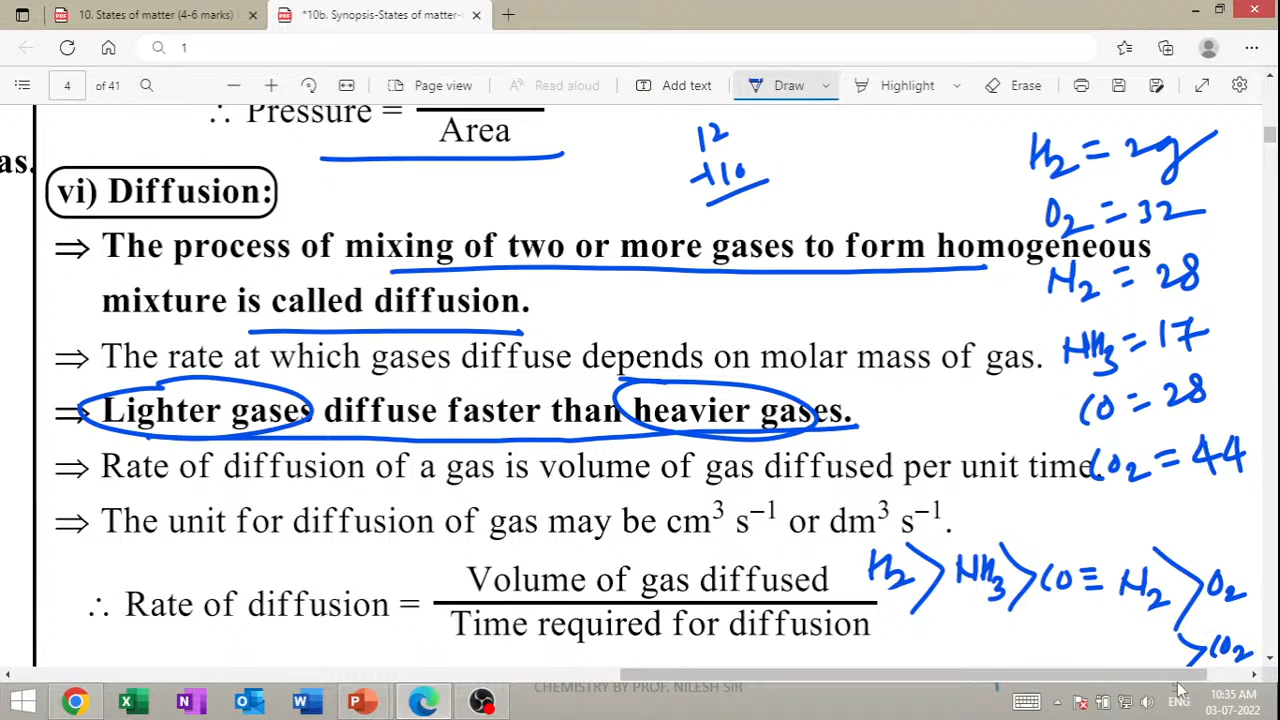 10. States of matter (4-6 marks)
*10b. Synopsis-States of matter-
1
4 of 41
Page view
Read aloud
Add text
Draw
Highlight
Erase
∴ Pressure =
Area
12
+10
as.
vi) Diffusion:
⇒ The process of mixing of two or more gases to form homogeneous
mixture is called diffusion.
⇒ The rate at which gases diffuse depends on molar mass of gas.
⇒ Lighter gases diffuse faster than heavier gases.
⇒ Rate of diffusion of a gas is volume of gas diffused per unit time
⇒ The unit for diffusion of gas may be cm³ s⁻¹ or dm³ s⁻¹.
∴ Rate of diffusion = Volume of gas diffused
Time required for diffusion
H₂ = 2g
O₂ = 32
N₂ = 28
NH₃ = 17
CO = 28
CO₂ = 44
H₂ > NH₃ > CO = N₂ > O₂
> CO₂
CHEMISTRY BY PROF. NILESH SIR
ENG
10:35 AM
03-07-2022